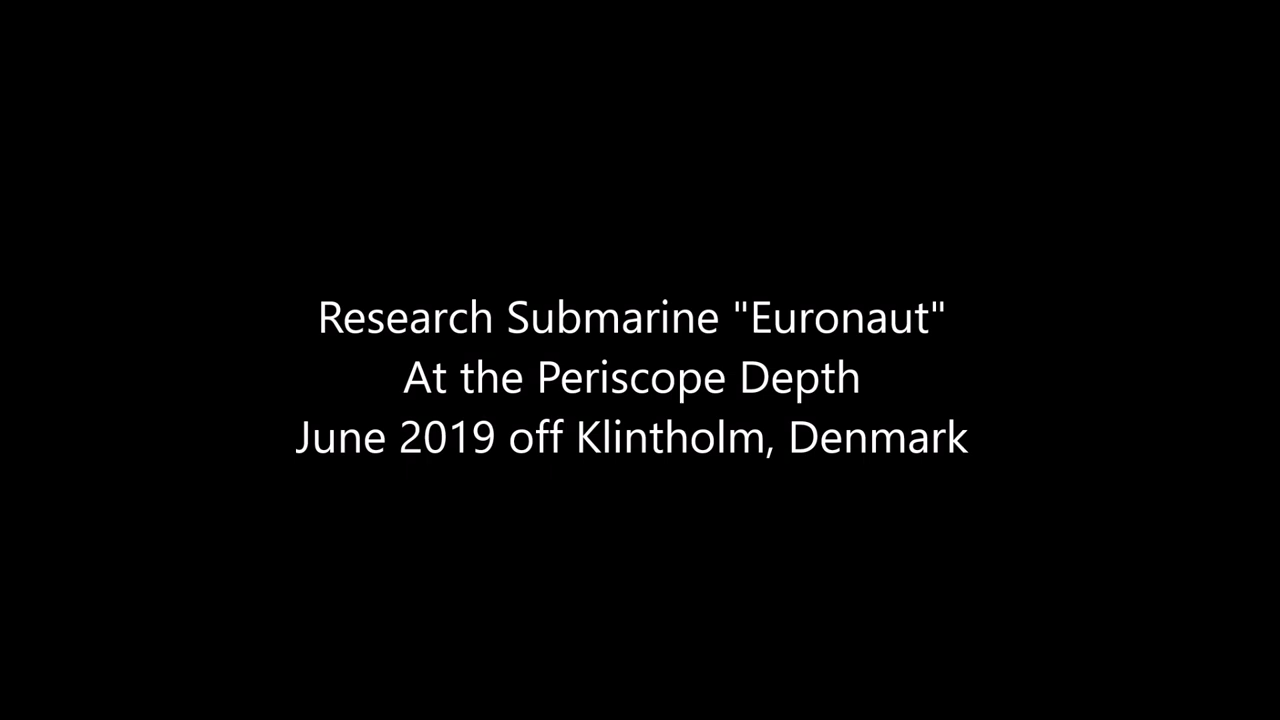 Research Submarine "Euronaut"
At the Periscope Depth
June 2019 off Klintholm, Denmark